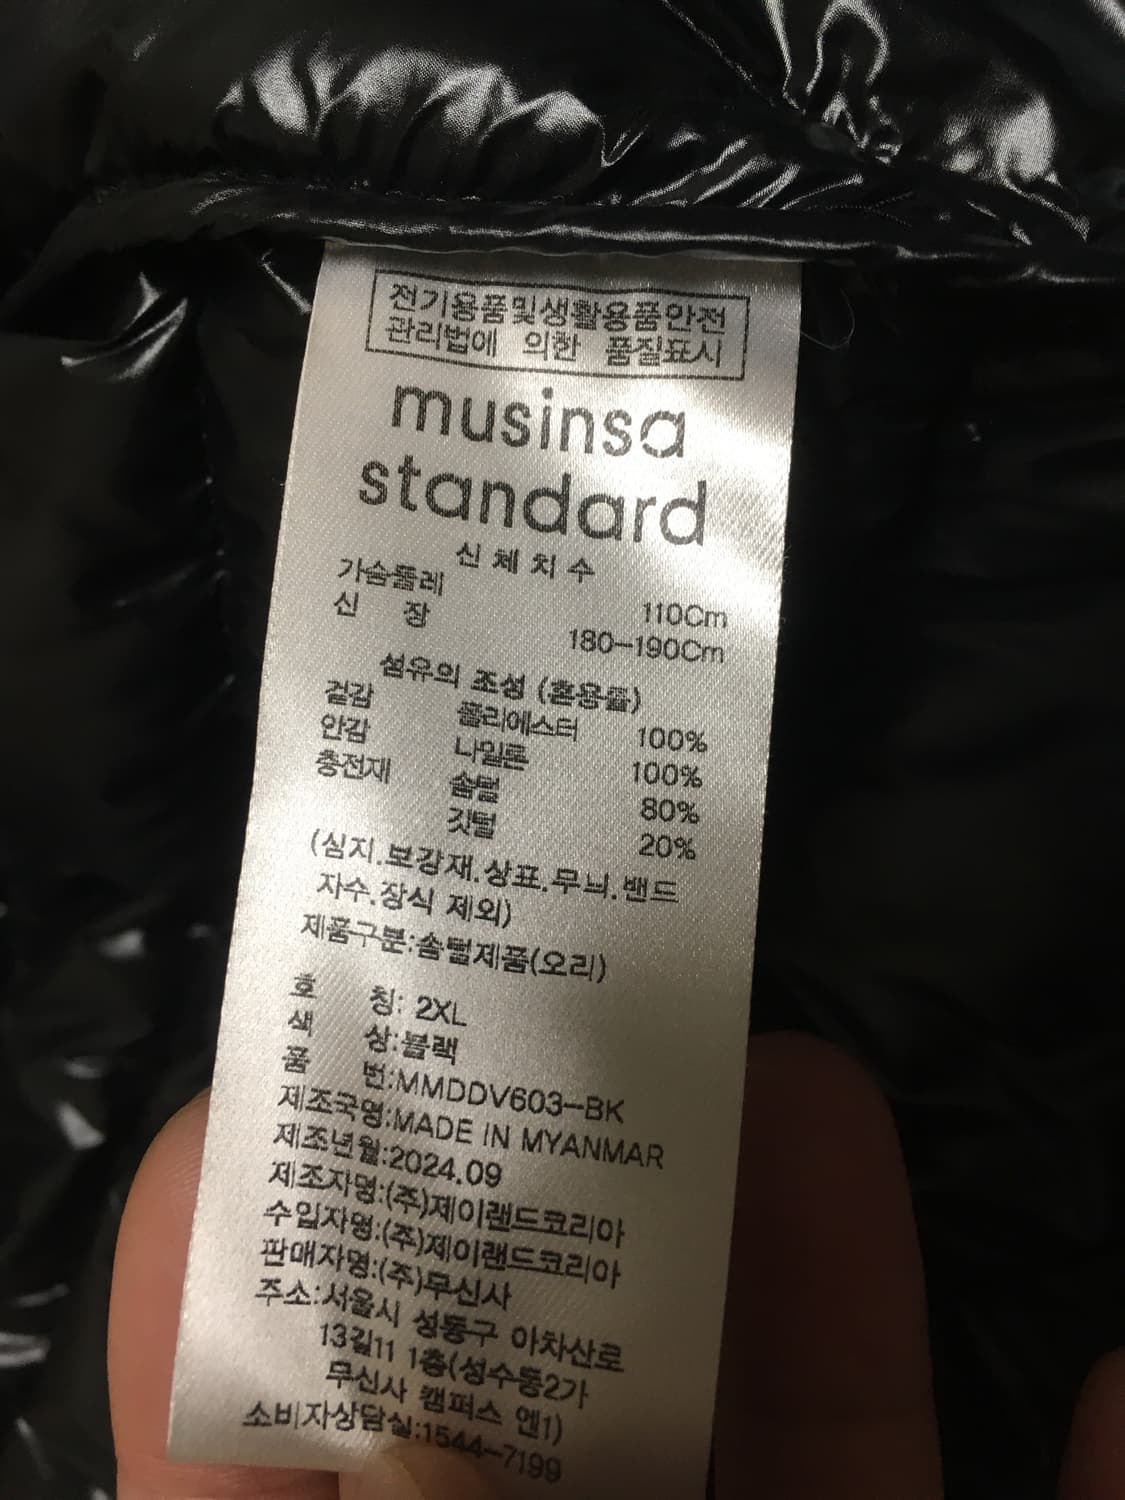 전기용품및생활용품안전
관리법에 의한 품질표시
musinsa
standard
신체치수
가슴둘레 110Cm
신 장 180-190Cm
섬유의 조성 (혼용률)
겉감 폴리에스터 100%
안감 나일론 100%
충전재 솜털 80%
깃털 20%
(심지.보강재.상표.무늬.밴드
자수.장식 제외)
제품구분:솜털제품(오리)
호 칭: 2XL
색 상:블랙
품 번:MMDDV603-BK
제조국명:MADE IN MYANMAR
제조년월:2024.09
제조자명:(주)제이랜드코리아
수입자명:(주)제이랜드코리아
판매자명:(주)무신사
주소:서울시 성동구 아차산로
13길11 1층(성수동2가
무신사 캠퍼스 엔1)
소비자상담실:1544-7199